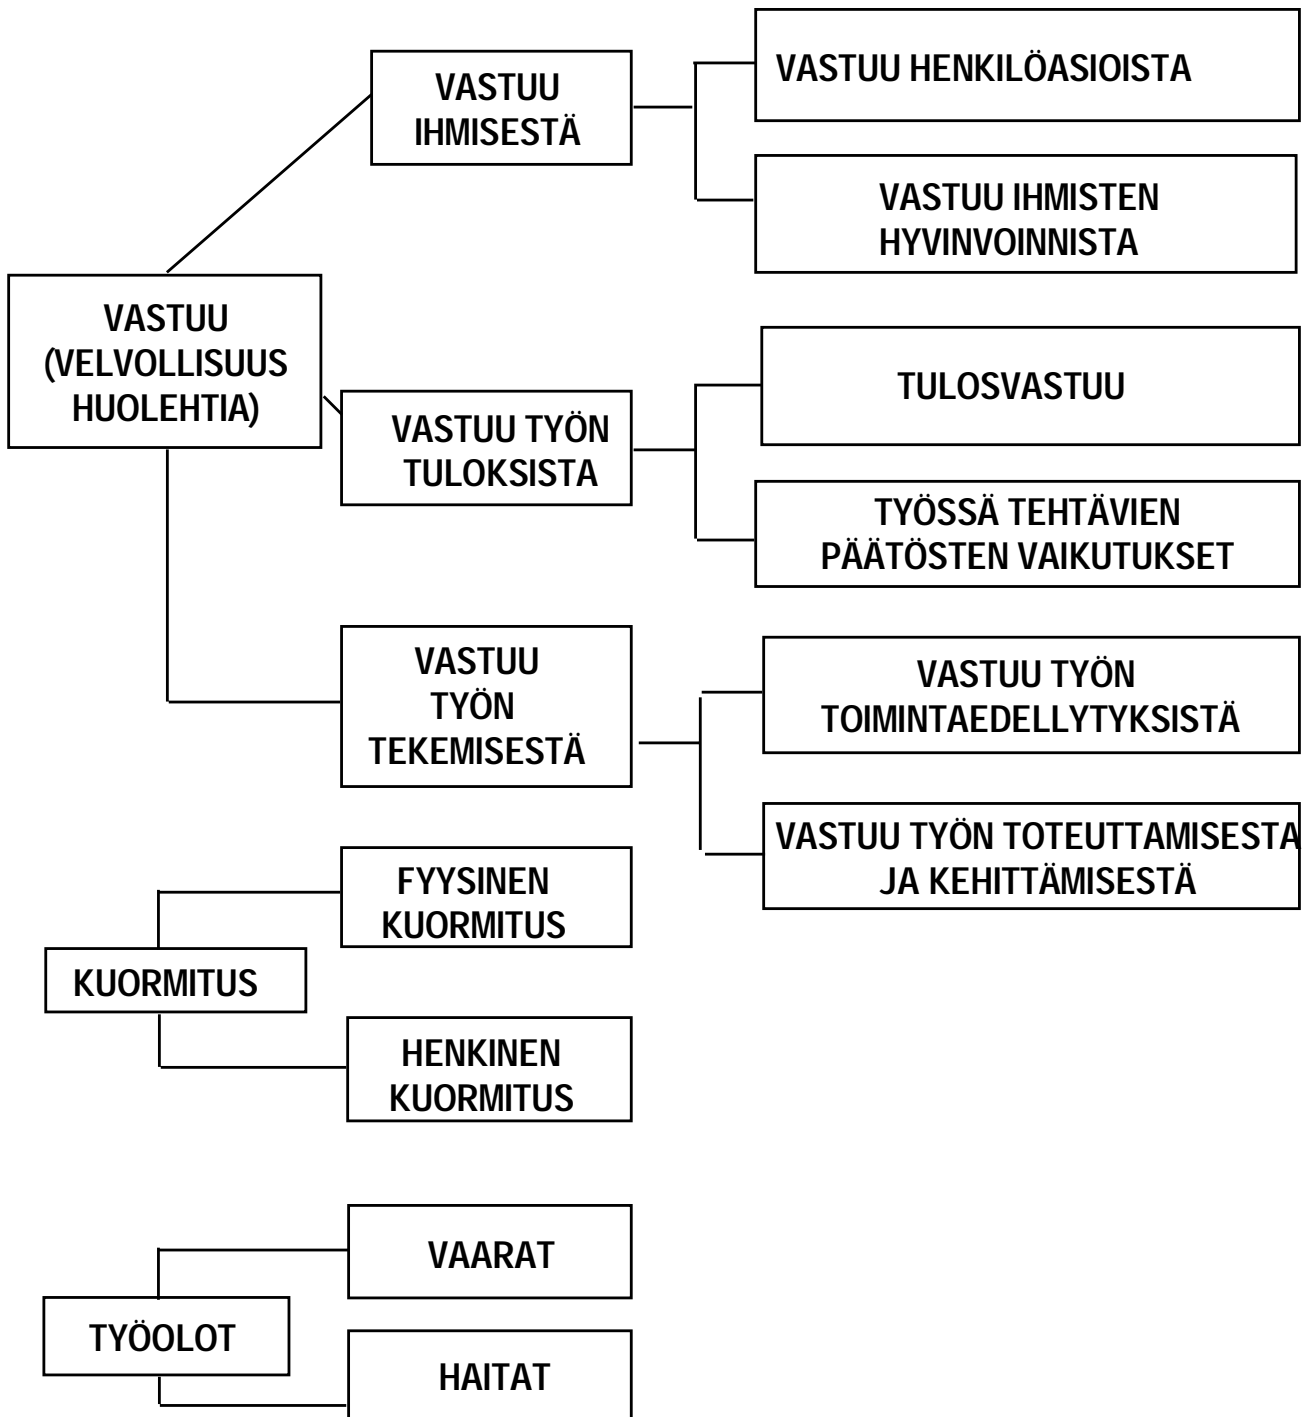 VASTUU
(VELVOLLISUUS
HUOLEHTIA)
VASTUU
IHMISESTÄ
VASTUU HENKILÖASIOISTA
VASTUU IHMISTEN
HYVINVOINNISTA
VASTUU TYÖN
TULOKSISTA
TULOSVASTUU
TYÖSSÄ TEHTÄVIEN
PÄÄTÖSTEN VAIKUTUKSET
VASTUU
TYÖN
TEKEMISESTÄ
VASTUU TYÖN
TOIMINTAEDELLYTYKSISTÄ
VASTUU TYÖN TOTEUTTAMISESTA
JA KEHITTÄMISESTÄ
KUORMITUS
FYYSINEN
KUORMITUS
HENKINEN
KUORMITUS
TYÖOLOT
VAARAT
HAITAT